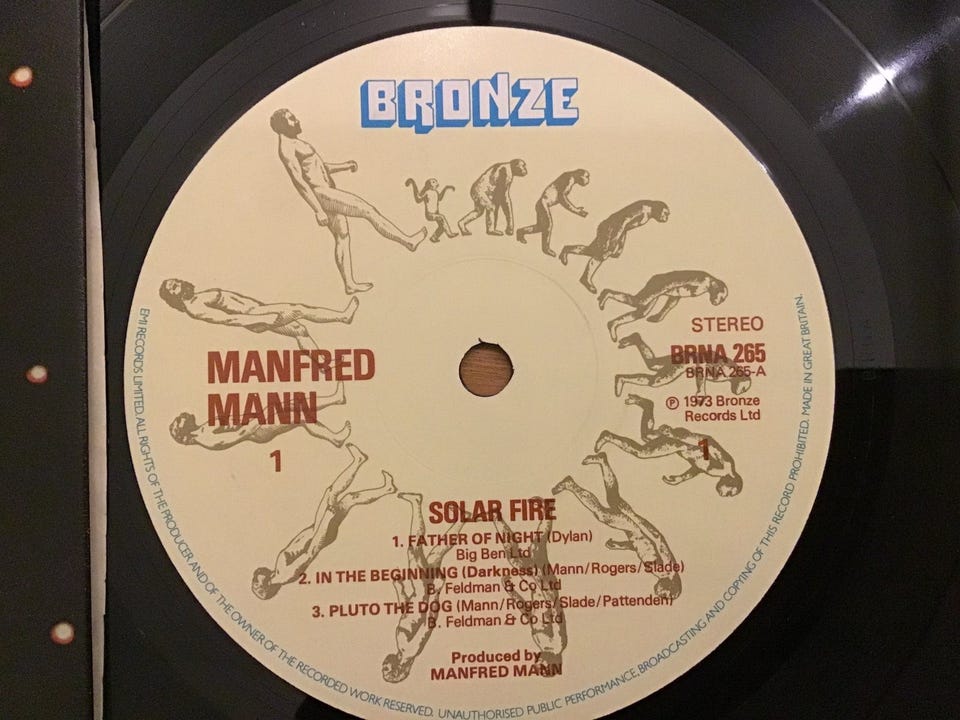 BRONZE
STEREO
BRNA 265
BRNA 265-A
℗ 1973 Bronze
Records Ltd
1
MANFRED
MANN
1
SOLAR FIRE
1. FATHER OF NIGHT (Dylan)
Big Ben Ltd
2. IN THE BEGINNING (Darkness) (Mann/Rogers/Slade)
B. Feldman & Co Ltd
3. PLUTO THE DOG (Mann/Rogers/Slade/Pattenden)
B. Feldman & Co Ltd
Produced by
MANFRED MANN
EMI RECORDS LIMITED. ALL RIGHTS OF THE PRODUCER AND OF THE OWNER OF THE RECORDED WORK RESERVED. UNAUTHORISED PUBLIC PERFORMANCE, BROADCASTING AND COPYING OF THIS RECORD PROHIBITED. MADE IN GREAT BRITAIN.